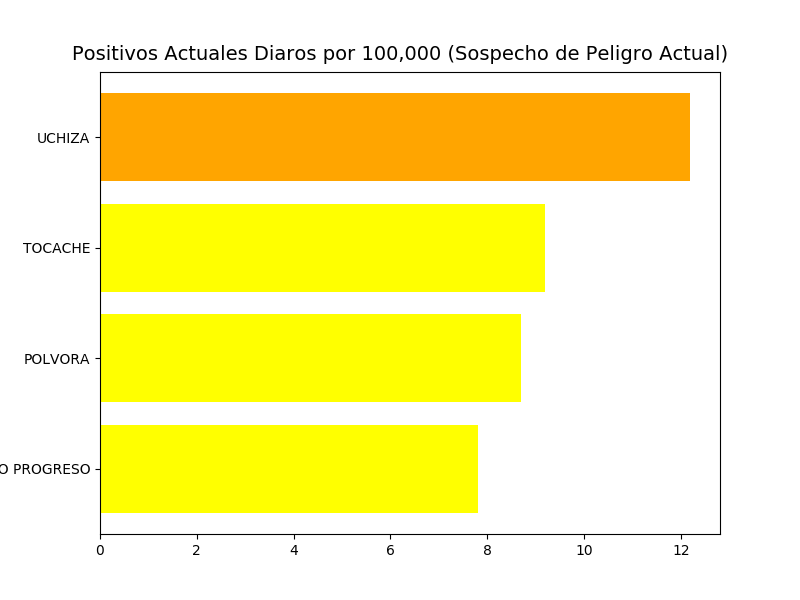 Positivos Actuales Diaros por 100,000 (Sospecho de Peligro Actual)
UCHIZA
TOCACHE
POLVORA
O PROGRESO
0 2 4 6 8 10 12